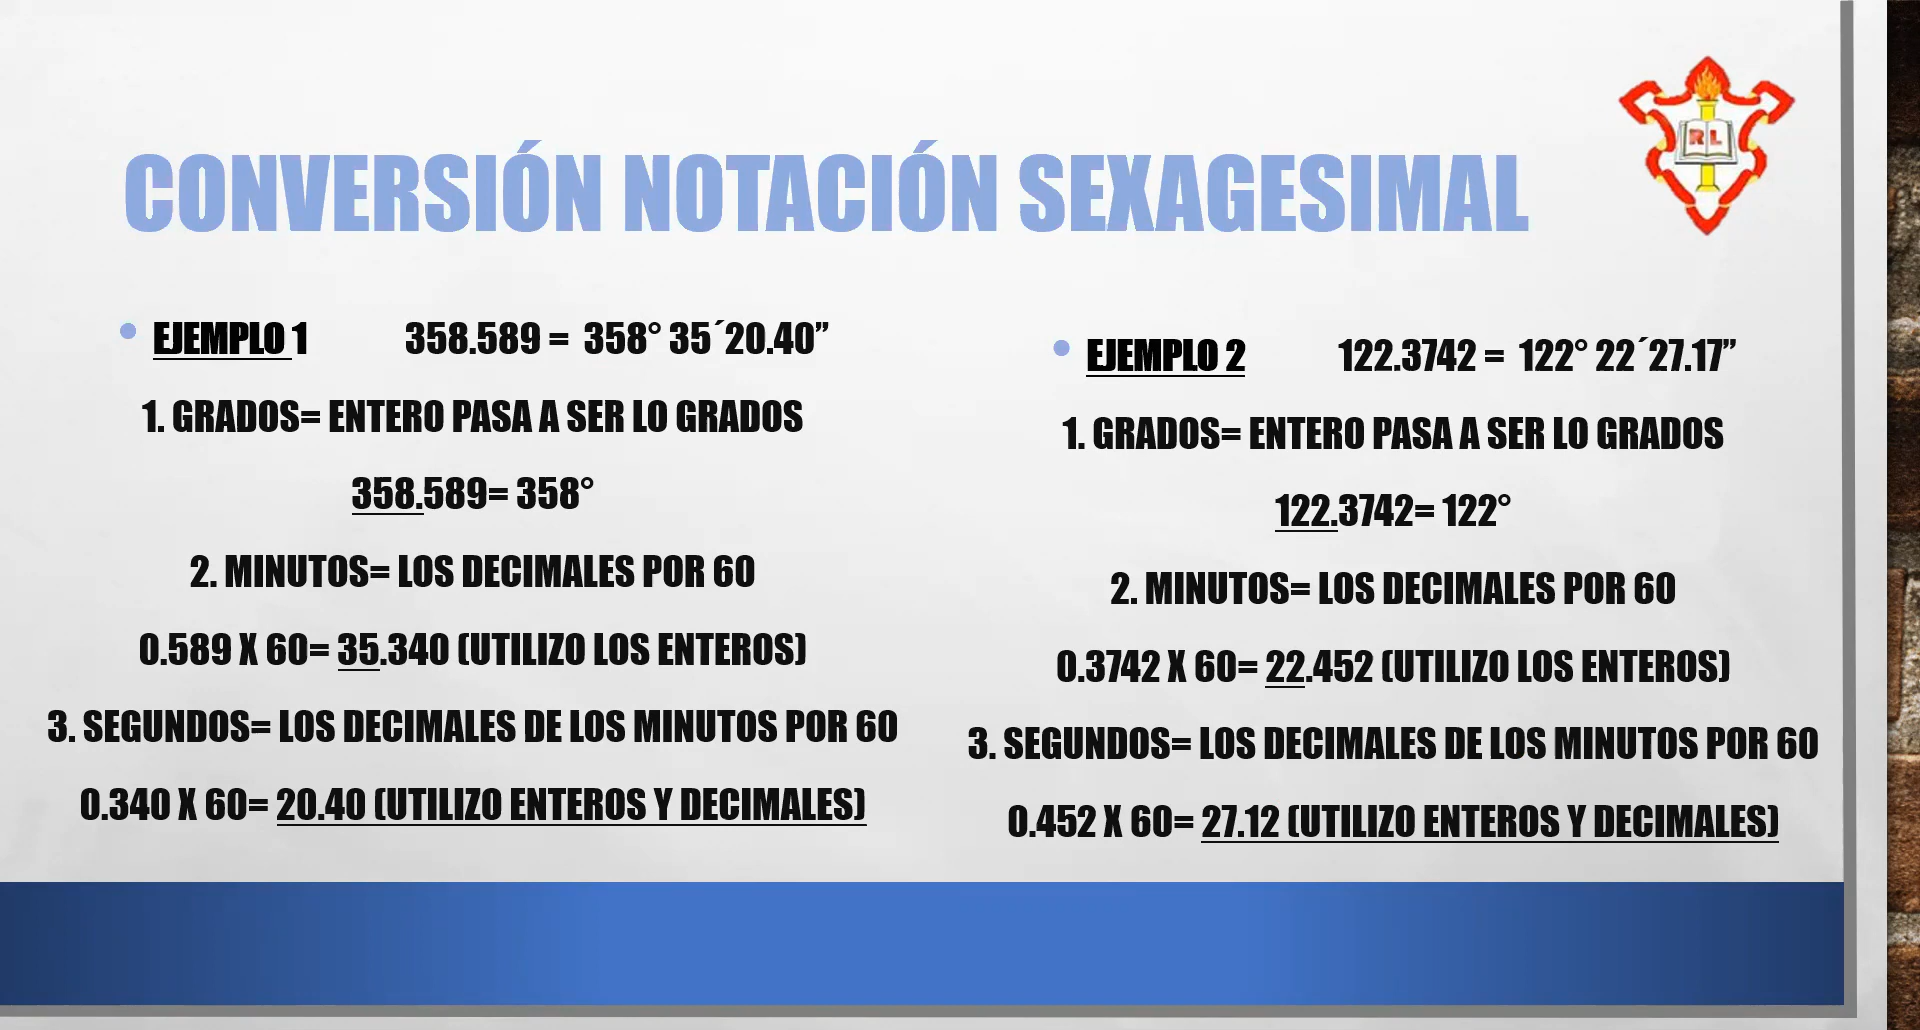 CONVERSIÓN NOTACIÓN SEXAGESIMAL
RL
• EJEMPLO 1 358.589 = 358° 35´20.40”
1. GRADOS= ENTERO PASA A SER LO GRADOS
358.589= 358°
2. MINUTOS= LOS DECIMALES POR 60
0.589 X 60= 35.340 (UTILIZO LOS ENTEROS)
3. SEGUNDOS= LOS DECIMALES DE LOS MINUTOS POR 60
0.340 X 60= 20.40 (UTILIZO ENTEROS Y DECIMALES)
• EJEMPLO 2 122.3742 = 122° 22´27.17”
1. GRADOS= ENTERO PASA A SER LO GRADOS
122.3742= 122°
2. MINUTOS= LOS DECIMALES POR 60
0.3742 X 60= 22.452 (UTILIZO LOS ENTEROS)
3. SEGUNDOS= LOS DECIMALES DE LOS MINUTOS POR 60
0.452 X 60= 27.12 (UTILIZO ENTEROS Y DECIMALES)